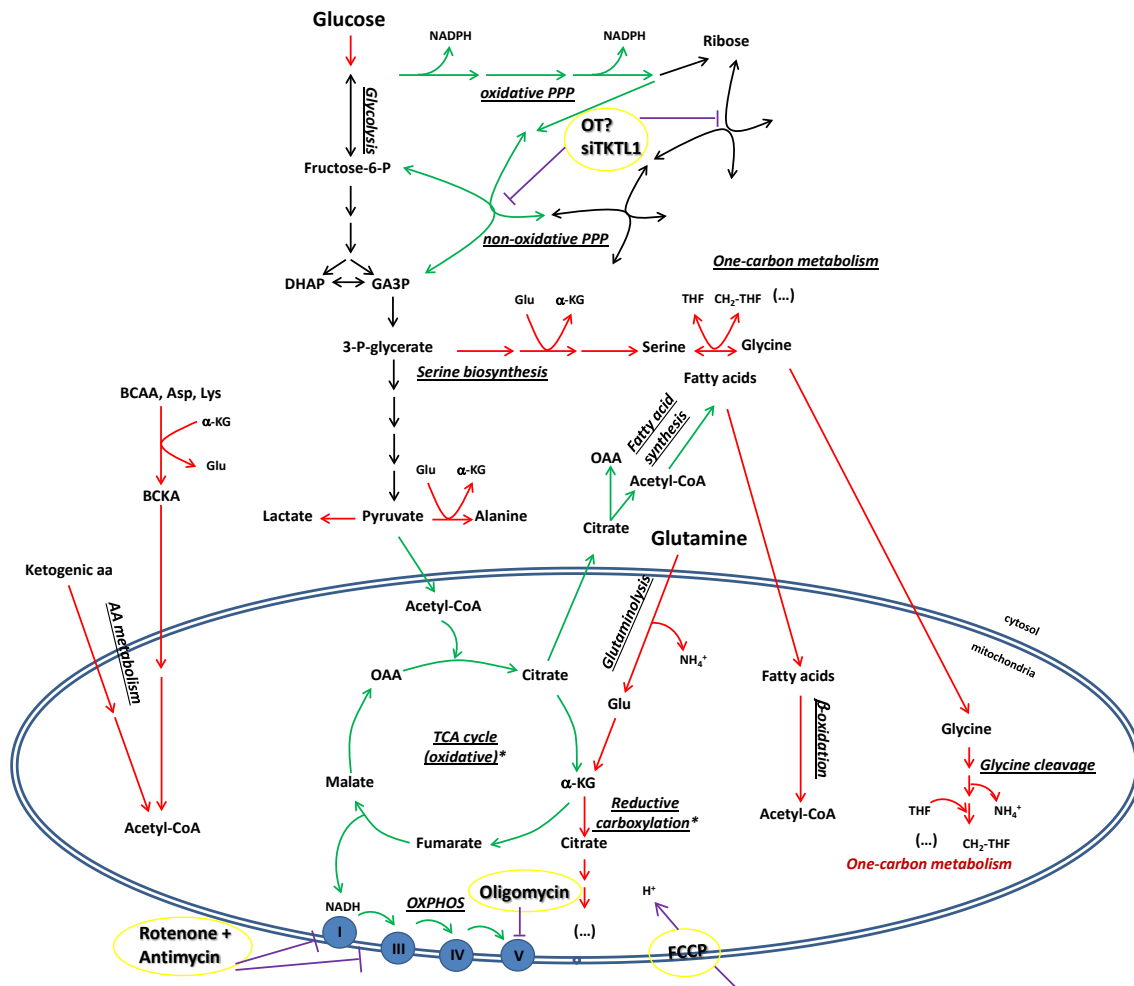 Glucose
NADPH
NADPH
Ribose
oxidative PPP
Glycolysis
OT?
siTKTL1
Fructose-6-P
non-oxidative PPP
One-carbon metabolism
DHAP
GA3P
Glu
α-KG
THF
CH₂-THF
(...)
3-P-glycerate
Serine
Glycine
Serine biosynthesis
Fatty acids
BCAA, Asp, Lys
α-KG
Glu
Fatty acid
synthesis
OAA
Acetyl-CoA
Glu
α-KG
BCKA
Lactate
Pyruvate
Alanine
Citrate
Glutamine
Ketogenic aa
AA metabolism
Acetyl-CoA
Glutaminolysis
NH₄⁺
cytosol
mitochondria
OAA
Citrate
Glu
Fatty acids
β-oxidation
Glycine
TCA cycle
(oxidative)*
Glycine cleavage
Malate
α-KG
Acetyl-CoA
Reductive
carboxylation*
Acetyl-CoA
THF
NH₄⁺
Fumarate
Citrate
(...)
CH₂-THF
One-carbon metabolism
Oligomycin
H⁺
NADH
OXPHOS
Rotenone +
Antimycin
I
III
IV
V
(...)
FCCP